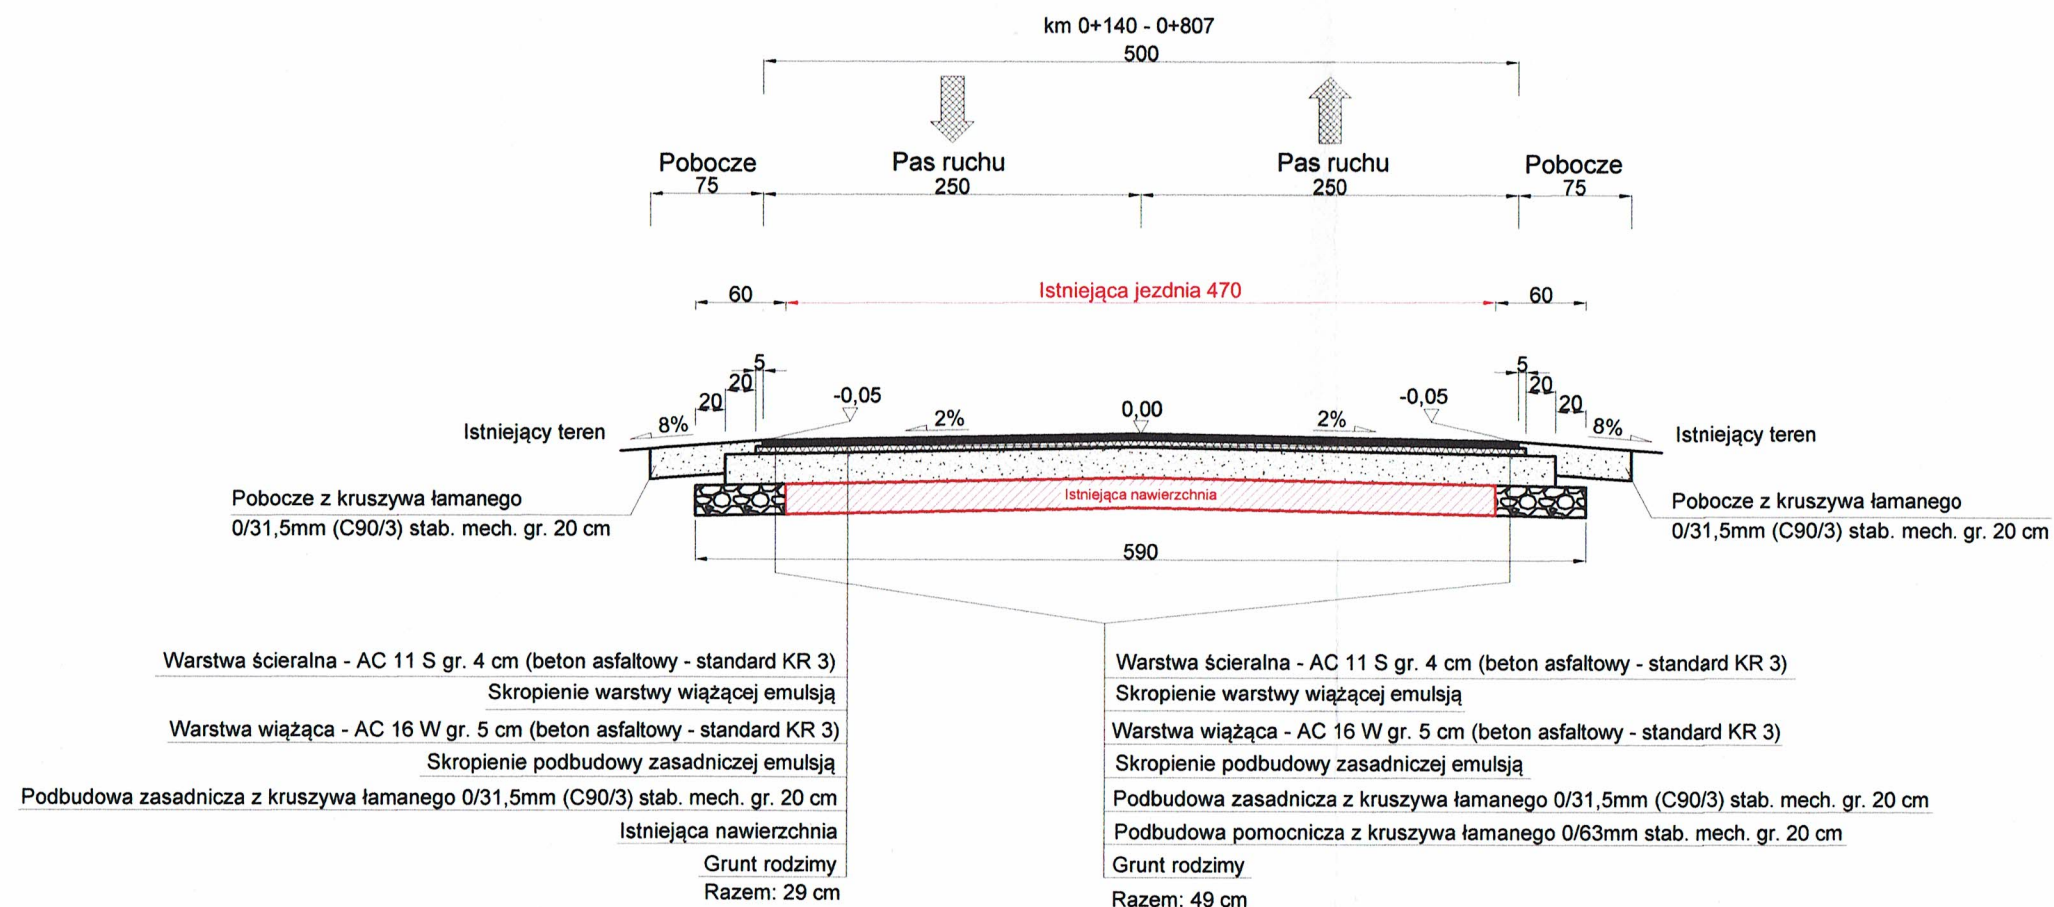 km 0+140 - 0+807
500
Pobocze
Pas ruchu
Pas ruchu
Pobocze
75
250
250
75
60
Istniejąca jezdnia 470
60
5
20
20
-0,05
0,00
-0,05
5
20
20
8%
2%
2%
8%
Istniejący teren
Istniejący teren
Istniejąca nawierzchnia
Pobocze z kruszywa łamanego
0/31,5mm (C90/3) stab. mech. gr. 20 cm
Pobocze z kruszywa łamanego
0/31,5mm (C90/3) stab. mech. gr. 20 cm
590
Warstwa ścieralna - AC 11 S gr. 4 cm (beton asfaltowy - standard KR 3)
Skropienie warstwy wiążącej emulsją
Warstwa wiążąca - AC 16 W gr. 5 cm (beton asfaltowy - standard KR 3)
Skropienie podbudowy zasadniczej emulsją
Podbudowa zasadnicza z kruszywa łamanego 0/31,5mm (C90/3) stab. mech. gr. 20 cm
Istniejąca nawierzchnia
Grunt rodzimy
Razem: 29 cm
Warstwa ścieralna - AC 11 S gr. 4 cm (beton asfaltowy - standard KR 3)
Skropienie warstwy wiążącej emulsją
Warstwa wiążąca - AC 16 W gr. 5 cm (beton asfaltowy - standard KR 3)
Skropienie podbudowy zasadniczej emulsją
Podbudowa zasadnicza z kruszywa łamanego 0/31,5mm (C90/3) stab. mech. gr. 20 cm
Podbudowa pomocnicza z kruszywa łamanego 0/63mm stab. mech. gr. 20 cm
Grunt rodzimy
Razem: 49 cm